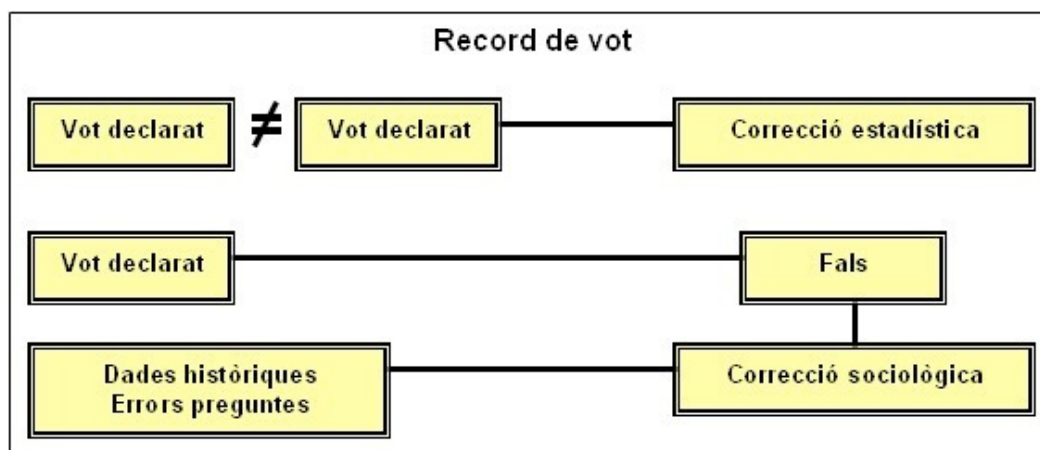 Record de vot
Vot declarat
≠
Vot declarat
Correcció estadística
Vot declarat
Fals
Dades històriques
Errors preguntes
Correcció sociològica